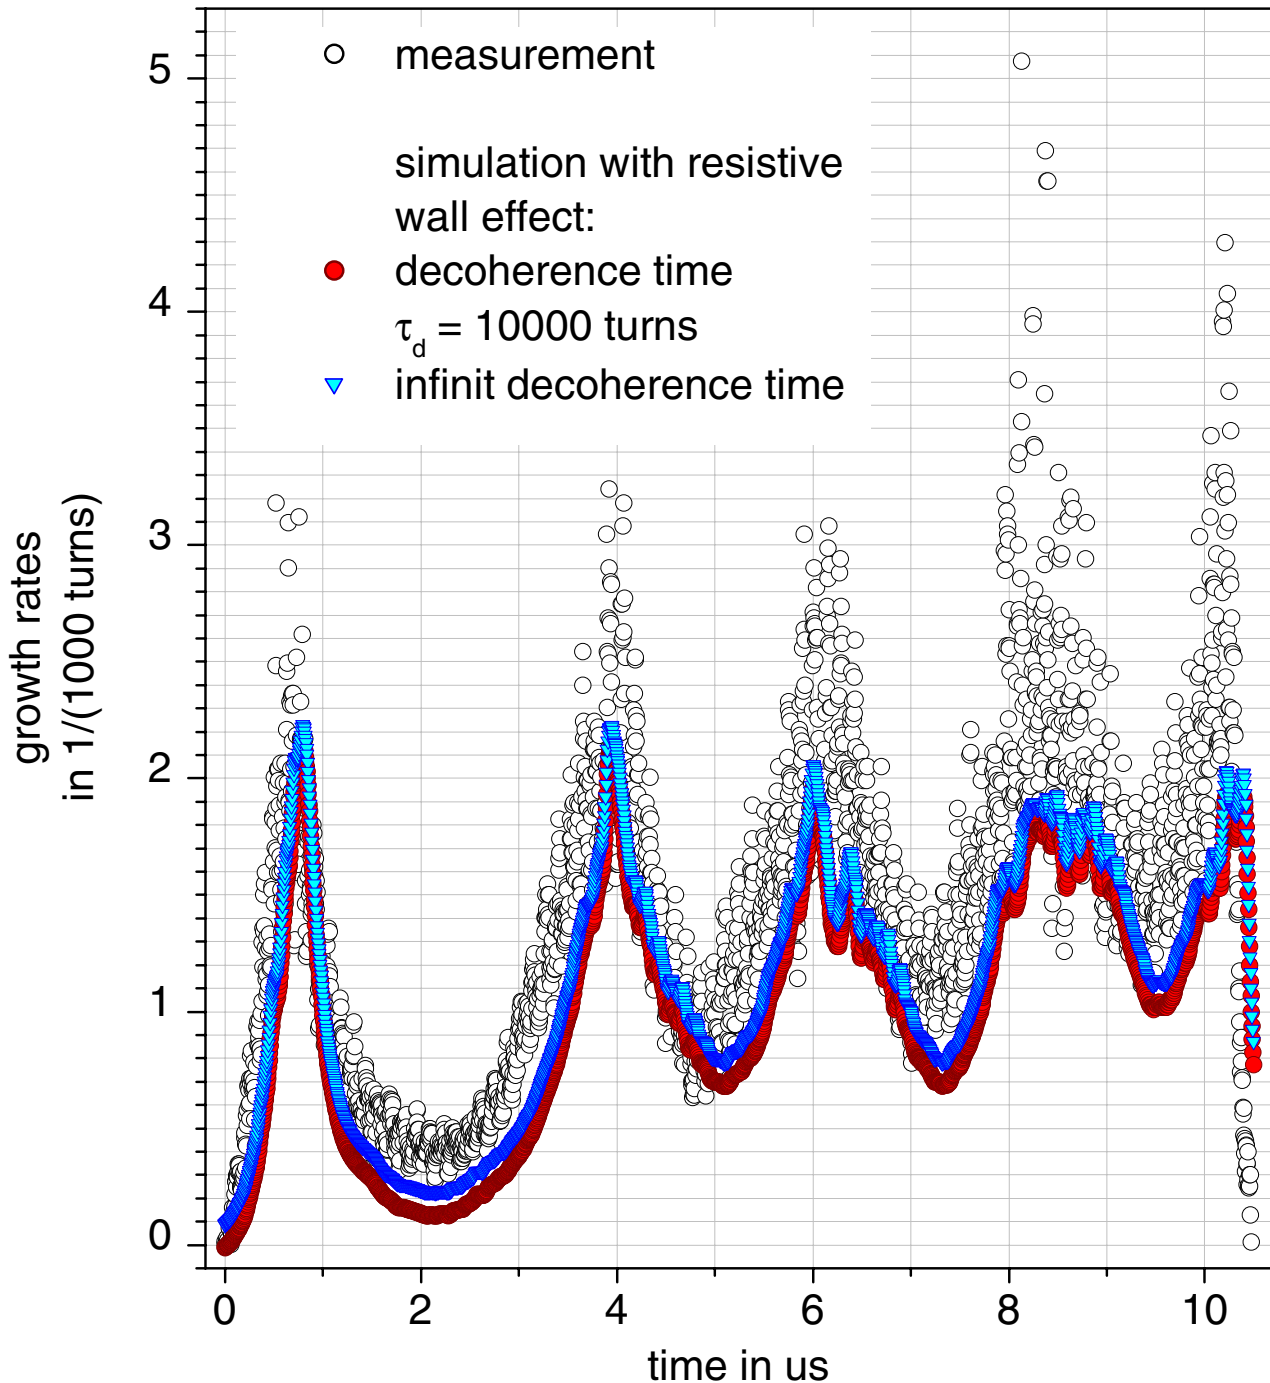 measurement
simulation with resistive
wall effect:
decoherence time
τd = 10000 turns
infinit decoherence time
growth rates
in 1/(1000 turns)
5
4
3
2
1
0
0 2 4 6 8 10
time in us